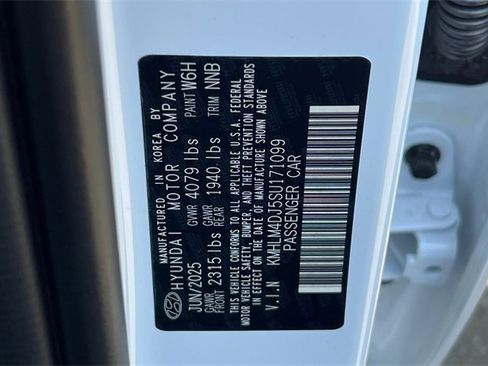 MADE IN KOREA BY
HYUNDAI MOTOR COMPANY
JUN/2025 GVWR 4079 lbs PAINT W6H
GAWR FRONT 2315 lbs GAWR REAR 1940 lbs TRIM NNB
THIS VEHICLE CONFORMS TO ALL APPLICABLE U.S.A. FEDERAL
MOTOR VEHICLE SAFETY, BUMPER, AND THEFT PREVENTION STANDARDS
IN EFFECT ON THE DATE OF MANUFACTURE SHOWN ABOVE.
V.I.N KMHLM4DJ5SU171099
PASSENGER CAR